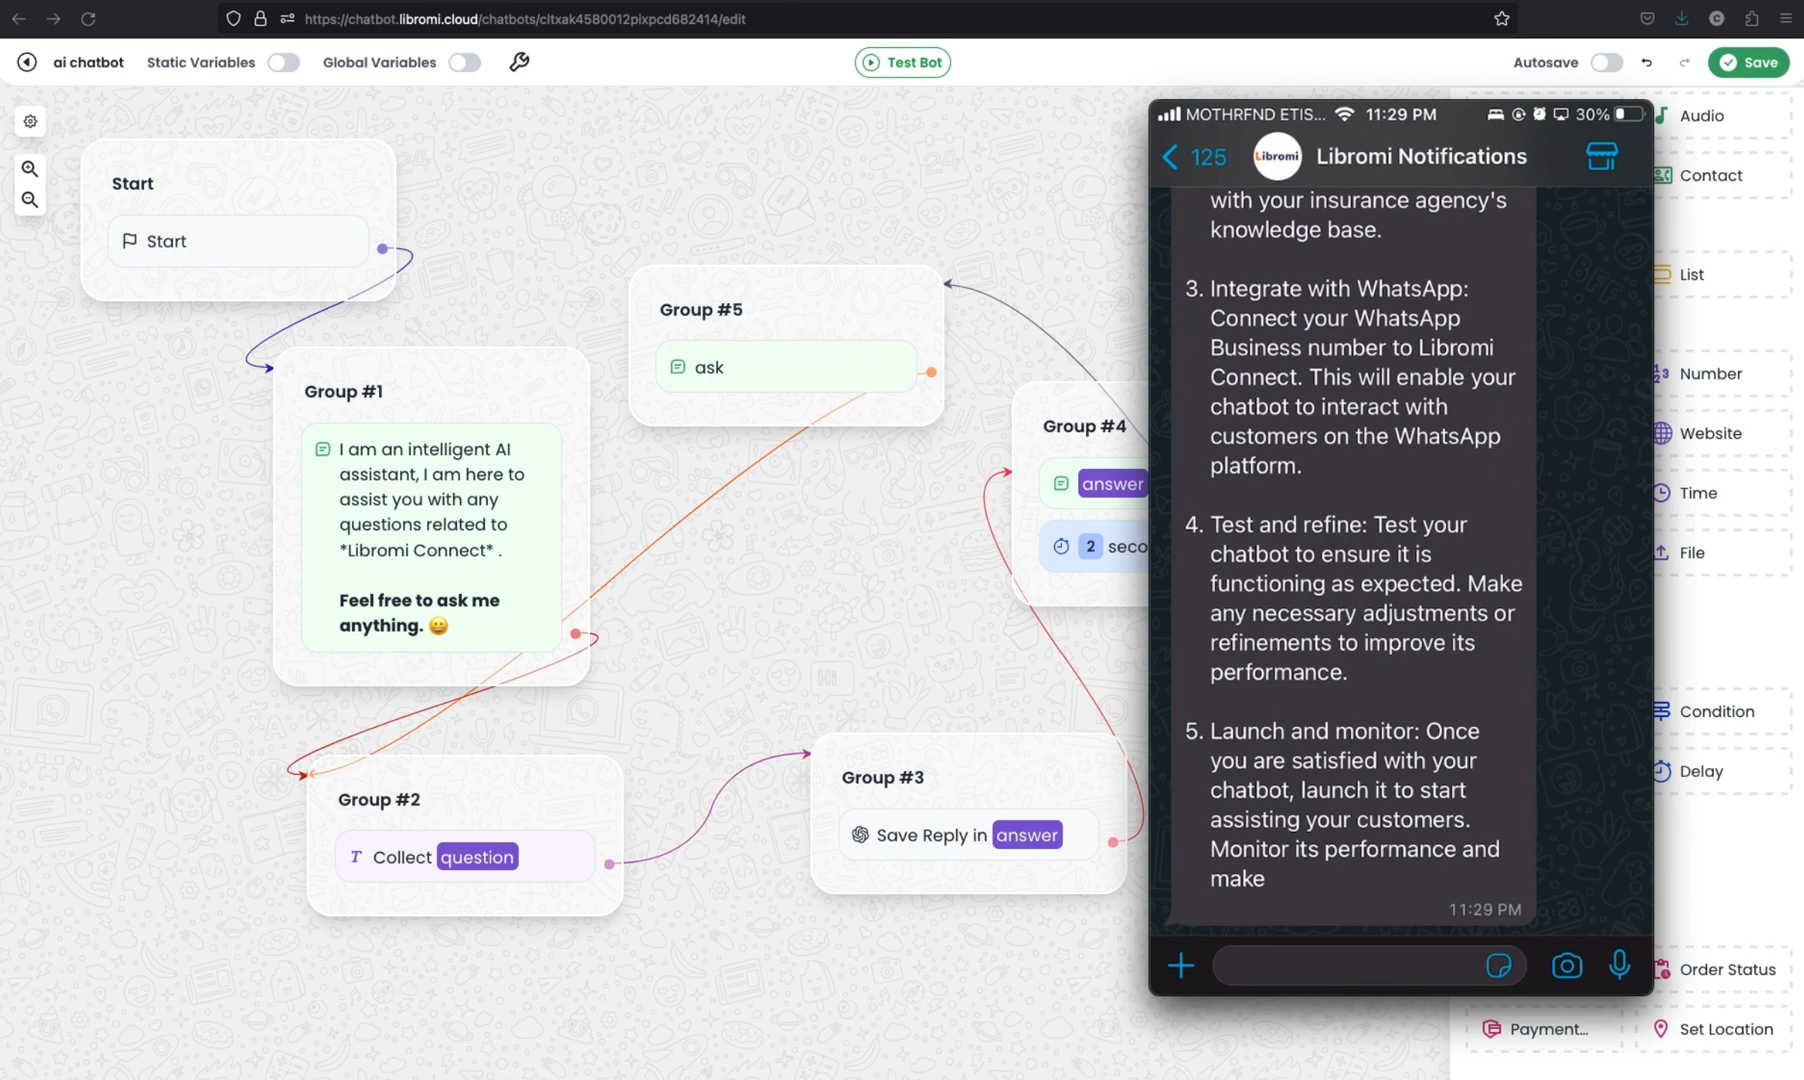 https://chatbot.libromi.cloud/chatbots/cltxak4580012pixpcd682414/edit
ai chatbot
Static Variables
Global Variables
Test Bot
Autosave
Save
Start
Start
Group #1
I am an intelligent AI
assistant, I am here to
assist you with any
questions related to
*Libromi Connect* .
Feel free to ask me
anything. 😀
Group #2
Collect question
Group #5
ask
Group #3
Save Reply in answer
Group #4
answer
2 seco
MOTHRFND ETIS... 11:29 PM 30%
125 Libromi Libromi Notifications
with your insurance agency's
knowledge base.
3. Integrate with WhatsApp:
Connect your WhatsApp
Business number to Libromi
Connect. This will enable your
chatbot to interact with
customers on the WhatsApp
platform.
4. Test and refine: Test your
chatbot to ensure it is
functioning as expected. Make
any necessary adjustments or
refinements to improve its
performance.
5. Launch and monitor: Once
you are satisfied with your
chatbot, launch it to start
assisting your customers.
Monitor its performance and
make
11:29 PM
Audio
Contact
List
Number
Website
Time
File
Condition
Delay
Order Status
Payment...
Set Location